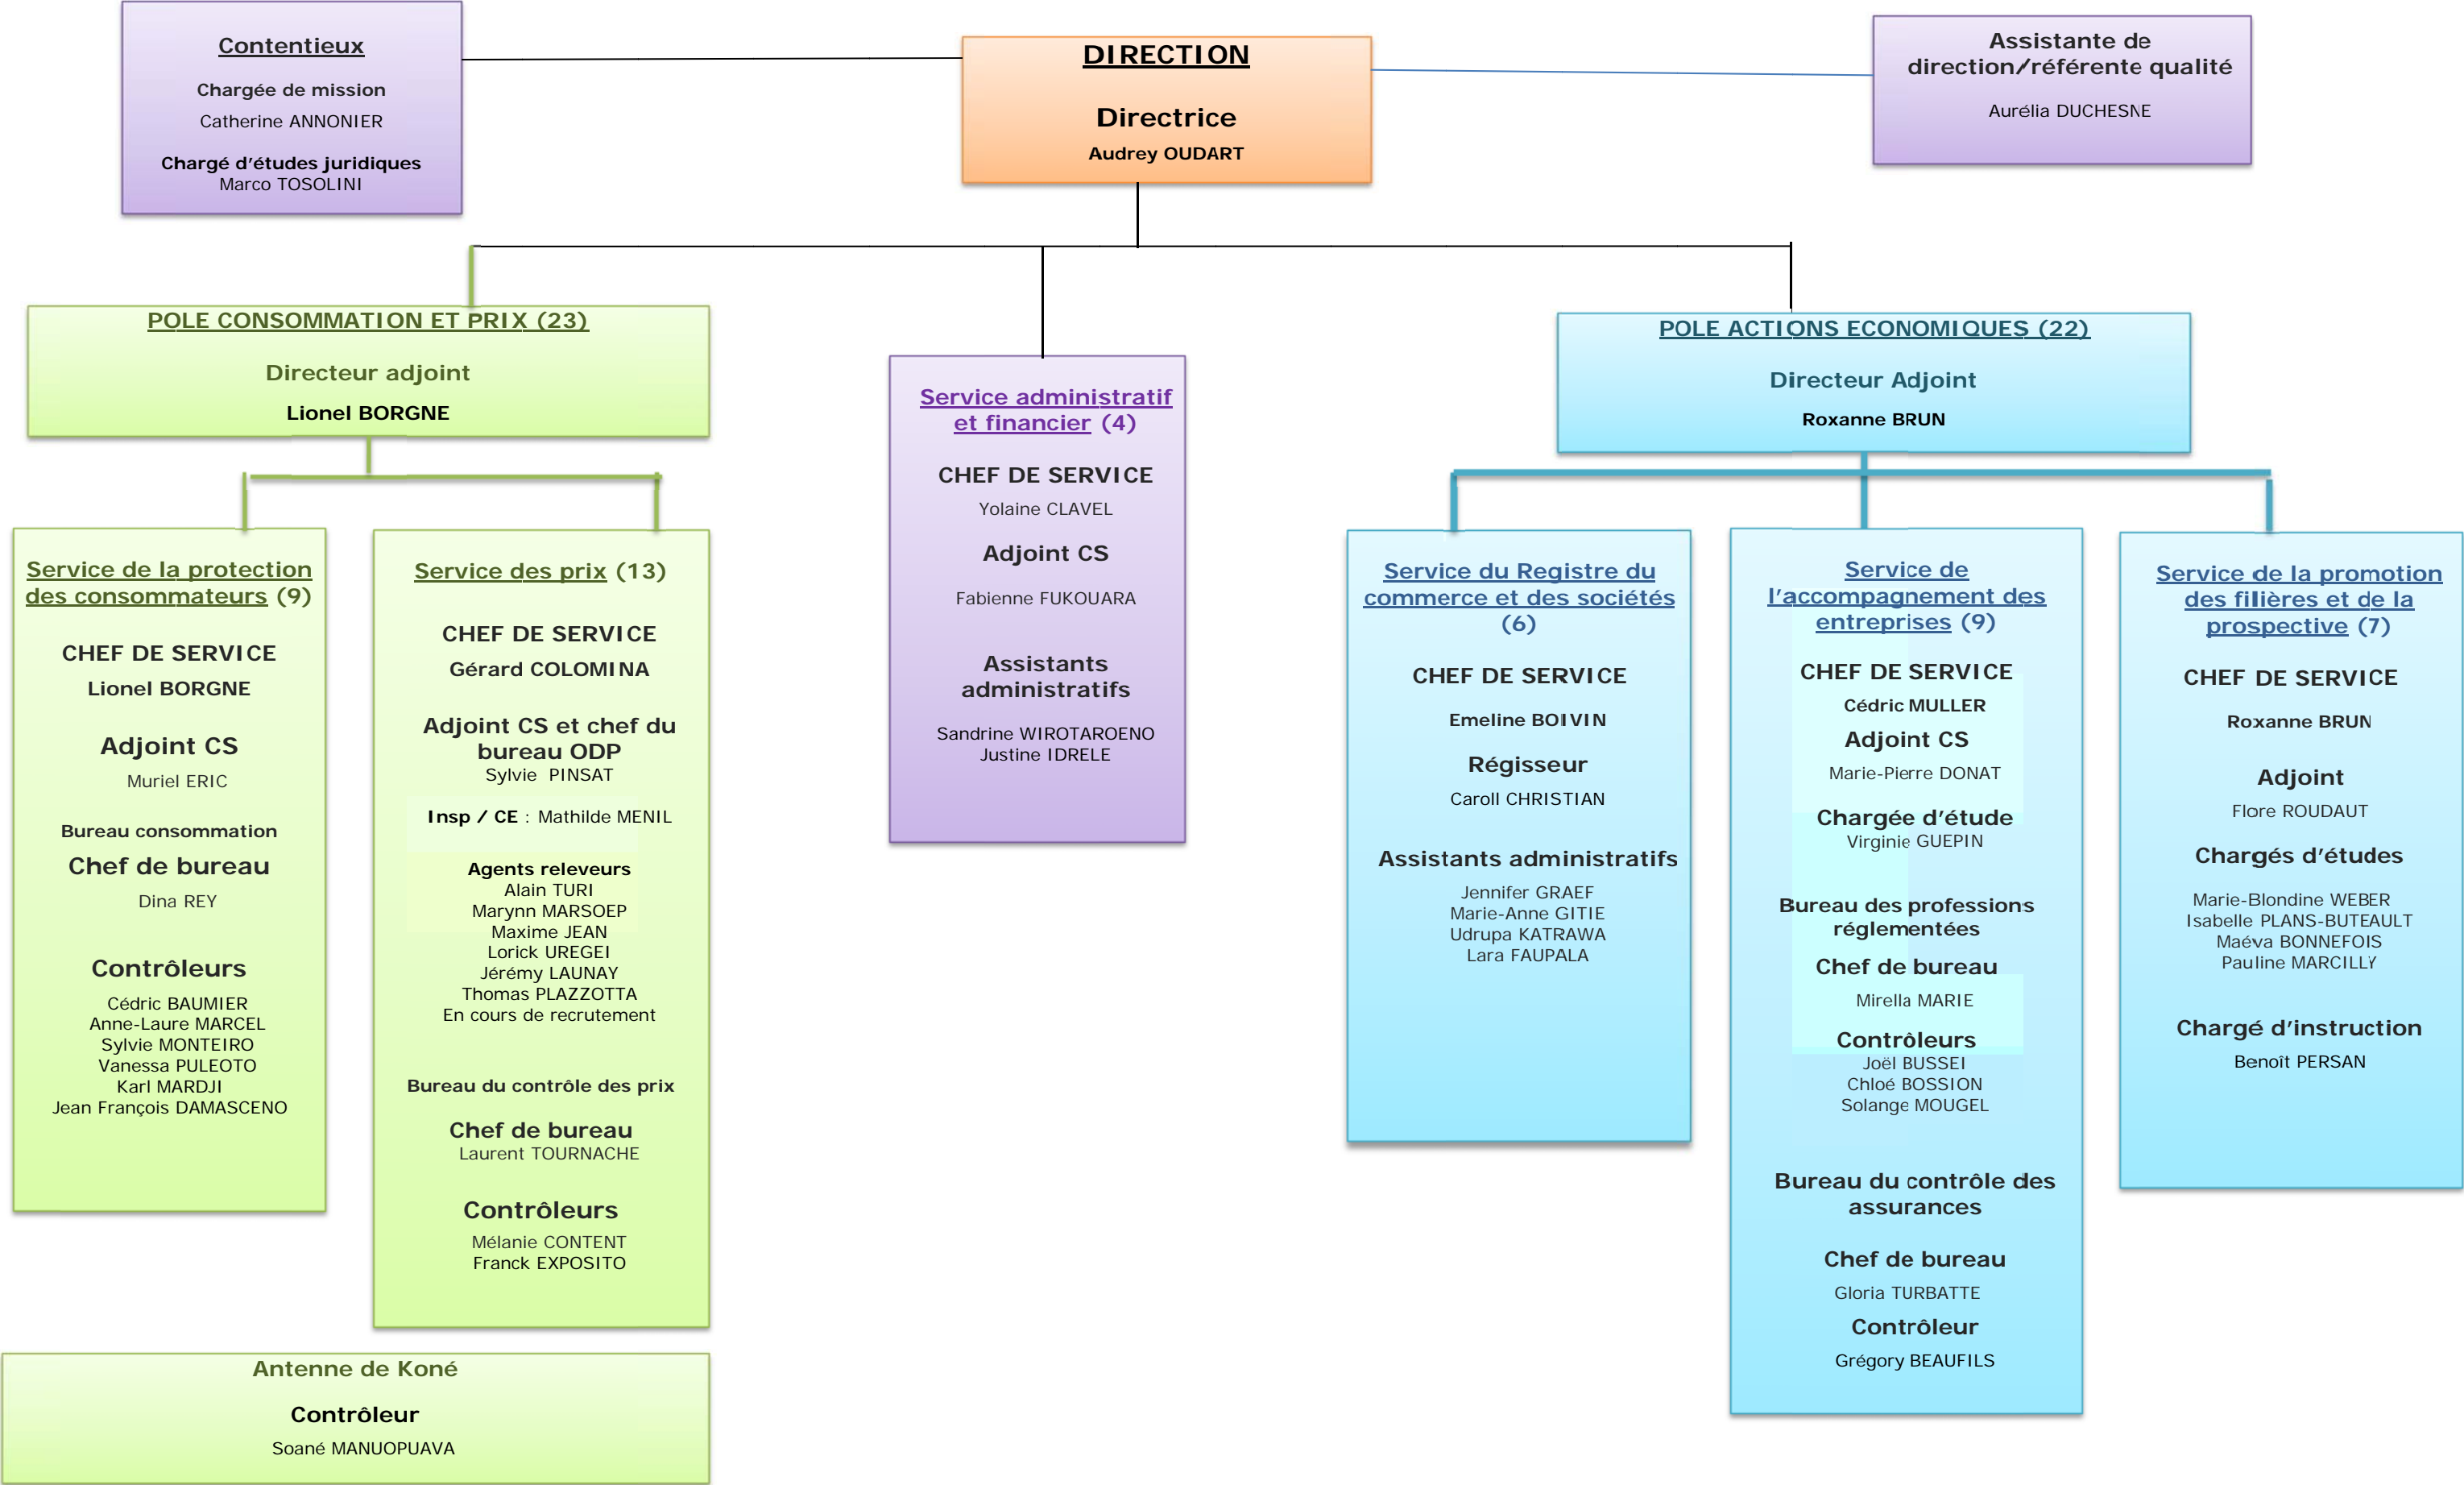 Contentieux
Chargée de mission
Catherine ANNONIER
Chargé d’études juridiques
Marco TOSOLINI
DIRECTION
Directrice
Audrey OUDART
Assistante de
direction/référente qualité
Aurélia DUCHESNE
POLE CONSOMMATION ET PRIX (23)
Directeur adjoint
Lionel BORGNE
Service administratif
et financier (4)
CHEF DE SERVICE
Yolaine CLAVEL
Adjoint CS
Fabienne FUKOUARA
Assistants
administratifs
Sandrine WIROTAROENO
Justine IDRELE
POLE ACTIONS ECONOMIQUES (22)
Directeur Adjoint
Roxanne BRUN
Service de la protection
des consommateurs (9)
CHEF DE SERVICE
Lionel BORGNE
Adjoint CS
Muriel ERIC
Bureau consommation
Chef de bureau
Dina REY
Contrôleurs
Cédric BAUMIER
Anne-Laure MARCEL
Sylvie MONTEIRO
Vanessa PULEOTO
Karl MARDJI
Jean François DAMASCENO
Service des prix (13)
CHEF DE SERVICE
Gérard COLOMINA
Adjoint CS et chef du
bureau ODP
Sylvie PINSAT
Insp / CE : Mathilde MENIL
Agents releveurs
Alain TURI
Marynn MARSOEP
Maxime JEAN
Lorick UREGEI
Jérémy LAUNAY
Thomas PLAZZOTTA
En cours de recrutement
Bureau du contrôle des prix
Chef de bureau
Laurent TOURNACHE
Contrôleurs
Mélanie CONTENT
Franck EXPOSITO
Service du Registre du
commerce et des sociétés
(6)
CHEF DE SERVICE
Emeline BOIVIN
Régisseur
Caroll CHRISTIAN
Assistants administratifs
Jennifer GRAEF
Marie-Anne GITIE
Udrupa KATRAWA
Lara FAUPALA
Service de
l’accompagnement des
entreprises (9)
CHEF DE SERVICE
Cédric MULLER
Adjoint CS
Marie-Pierre DONAT
Chargée d’étude
Virginie GUEPIN
Bureau des professions
réglementées
Chef de bureau
Mirella MARIE
Contrôleurs
Joël BUSSEI
Chloé BOSSION
Solange MOUGEL
Bureau du contrôle des
assurances
Chef de bureau
Gloria TURBATTE
Contrôleur
Grégory BEAUFILS
Service de la promotion
des filières et de la
prospective (7)
CHEF DE SERVICE
Roxanne BRUN
Adjoint
Flore ROUDAUT
Chargés d’études
Marie-Blondine WEBER
Isabelle PLANS-BUTEAULT
Maéva BONNEFOIS
Pauline MARCILLY
Chargé d’instruction
Benoît PERSAN
Antenne de Koné
Contrôleur
Soané MANUOPUAVA